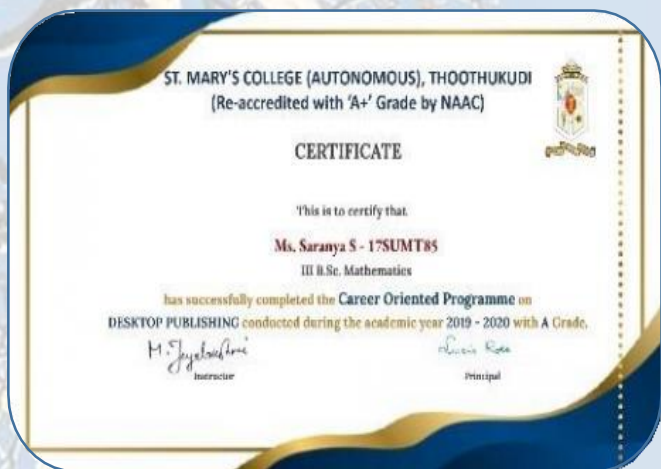 ST. MARY'S COLLEGE (AUTONOMOUS), THOOTHUKUDI
(Re-accredited with 'A+' Grade by NAAC)
CERTIFICATE
This is to certify that
Ms. Saranya S - 17SUMT85
III B.Sc. Mathematics
has successfully completed the Career Oriented Programme on
DESKTOP PUBLISHING conducted during the academic year 2019 - 2020 with A Grade.
Instructor
Principal